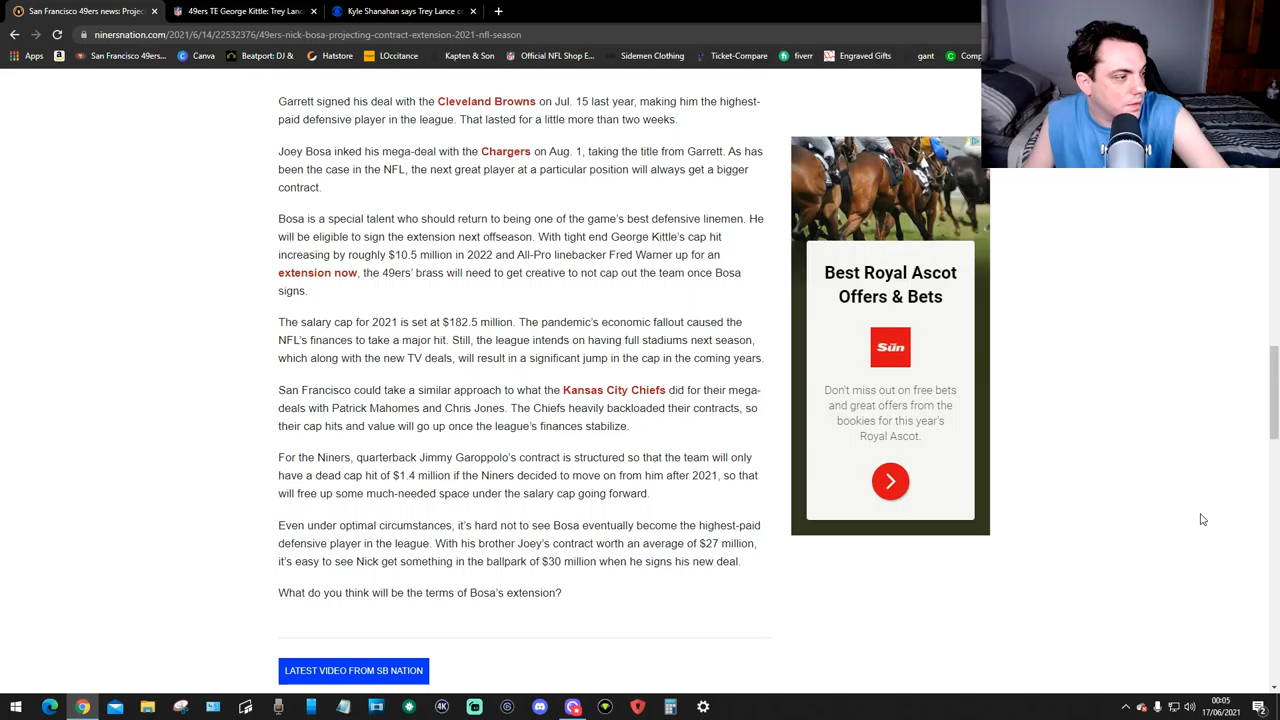 San Francisco 49ers news: Projec
49ers TE George Kittle: Trey Lanc
Kyle Shanahan says Trey Lance co
ninersnation.com/2021/6/14/22532376/49ers-nick-bosa-projecting-contract-extension-2021-nfl-season
Apps
San Francisco 49ers...
Canva
Beatport: DJ &
Hatstore
LOccitance
Kapten & Son
Official NFL Shop E...
Sidemen Clothing
Ticket-Compare
fiverr
Engraved Gifts
gant
Comp
Garrett signed his deal with the Cleveland Browns on Jul. 15 last year, making him the highest-
paid defensive player in the league. That lasted for a little more than two weeks.
Joey Bosa inked his mega-deal with the Chargers on Aug. 1, taking the title from Garrett. As has
been the case in the NFL, the next great player at a particular position will always get a bigger
contract.
Bosa is a special talent who should return to being one of the game's best defensive linemen. He
will be eligible to sign the extension next offseason. With tight end George Kittle's cap hit
increasing by roughly $10.5 million in 2022 and All-Pro linebacker Fred Warner up for an
extension now, the 49ers' brass will need to get creative to not cap out the team once Bosa
signs.
The salary cap for 2021 is set at $182.5 million. The pandemic's economic fallout caused the
NFL's finances to take a major hit. Still, the league intends on having full stadiums next season,
which along with the new TV deals, will result in a significant jump in the cap in the coming years.
San Francisco could take a similar approach to what the Kansas City Chiefs did for their mega-
deals with Patrick Mahomes and Chris Jones. The Chiefs heavily backloaded their contracts, so
their cap hits and value will go up once the league's finances stabilize.
For the Niners, quarterback Jimmy Garoppolo's contract is structured so that the team will only
have a dead cap hit of $1.4 million if the Niners decided to move on from him after 2021, so that
will free up some much-needed space under the salary cap going forward.
Even under optimal circumstances, it's hard not to see Bosa eventually become the highest-paid
defensive player in the league. With his brother Joey's contract worth an average of $27 million,
it's easy to see Nick get something in the ballpark of $30 million when he signs his new deal.
What do you think will be the terms of Bosa's extension?
LATEST VIDEO FROM SB NATION
Best Royal Ascot
Offers & Bets
The Sun
Don't miss out on free bets
and great offers from the
bookies for this year's
Royal Ascot.
4K
00:05
17/06/2021
2